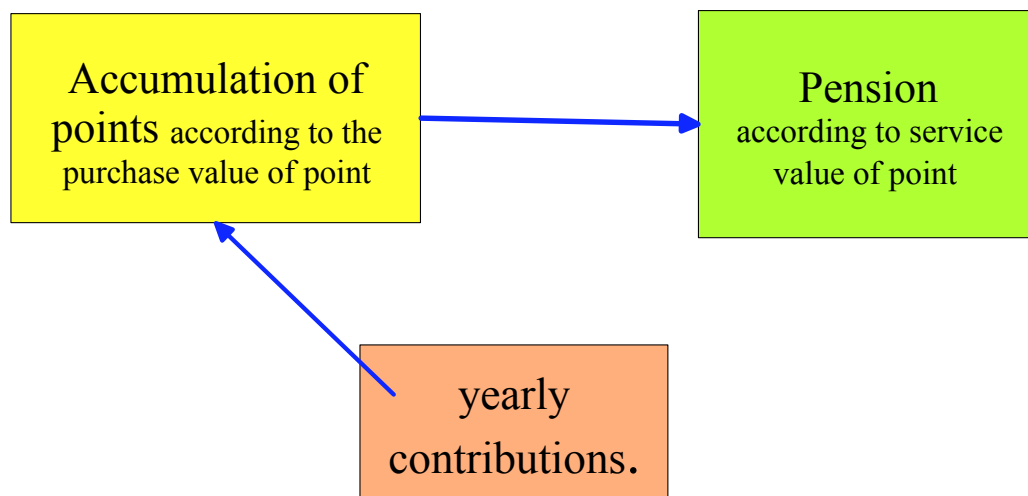 Accumulation of
points according to the
purchase value of point
Pension
according to service
value of point
yearly
contributions.